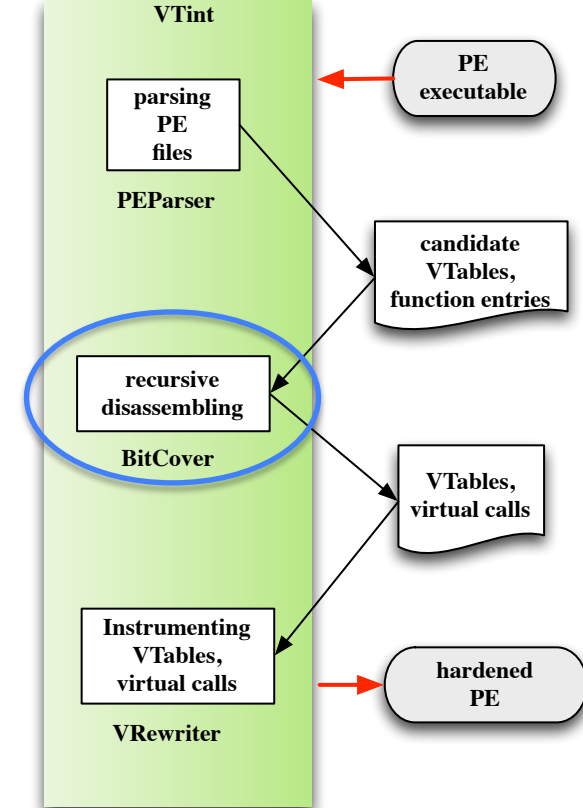 VTint
PE
executable
parsing
PE
files
PEParser
candidate
VTables,
function entries
recursive
disassembling
BitCover
VTables,
virtual calls
Instrumenting
VTables,
virtual calls
VRewriter
hardened
PE